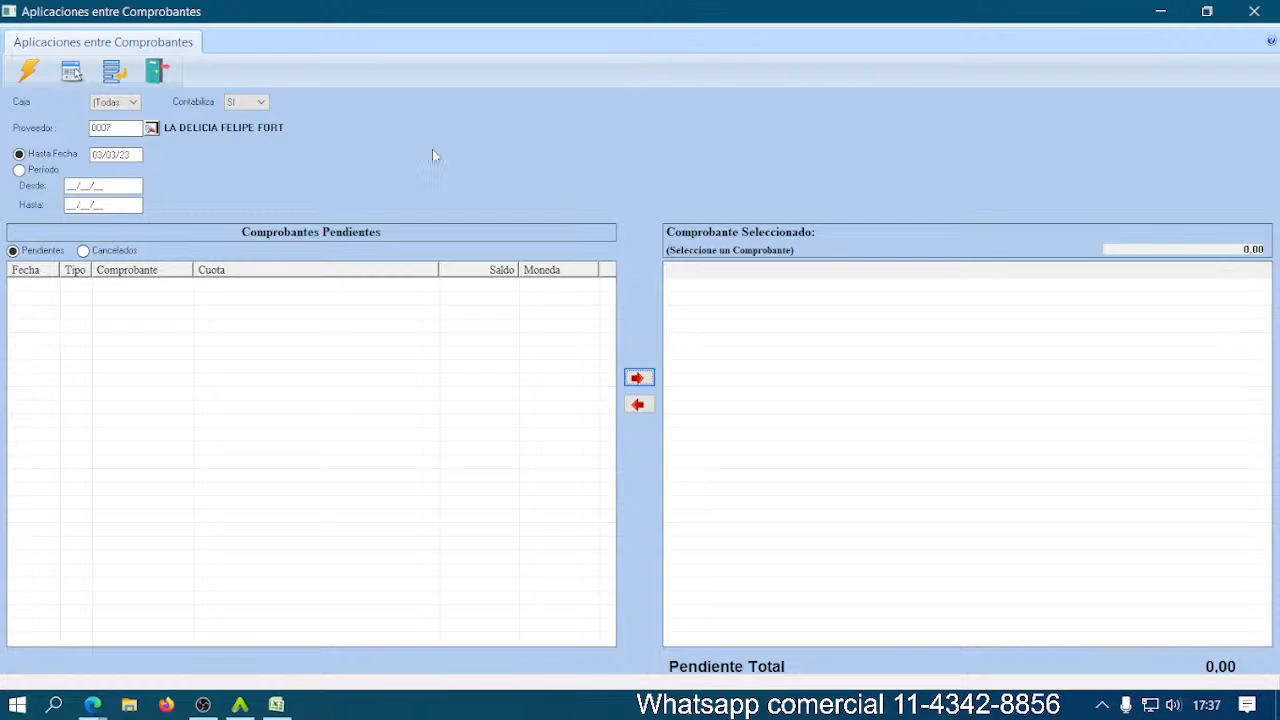 Aplicaciones entre Comprobantes
Aplicaciones entre Comprobantes
Caja (Todas Contabiliza SI
Proveedor: 0007 LA DELICIA FELIPE FORT
Hasta Fecha 03/03/23
Período
Desde: __/__/__
Hasta: __/__/__
Comprobantes Pendientes
Pendientes Cancelados
Fecha Tipo Comprobante Cuota Saldo Moneda
Comprobante Seleccionado:
(Seleccione un Comprobante) 0,00
Pendiente Total 0,00
Whatsapp comercial 11-4342-8856
17:37